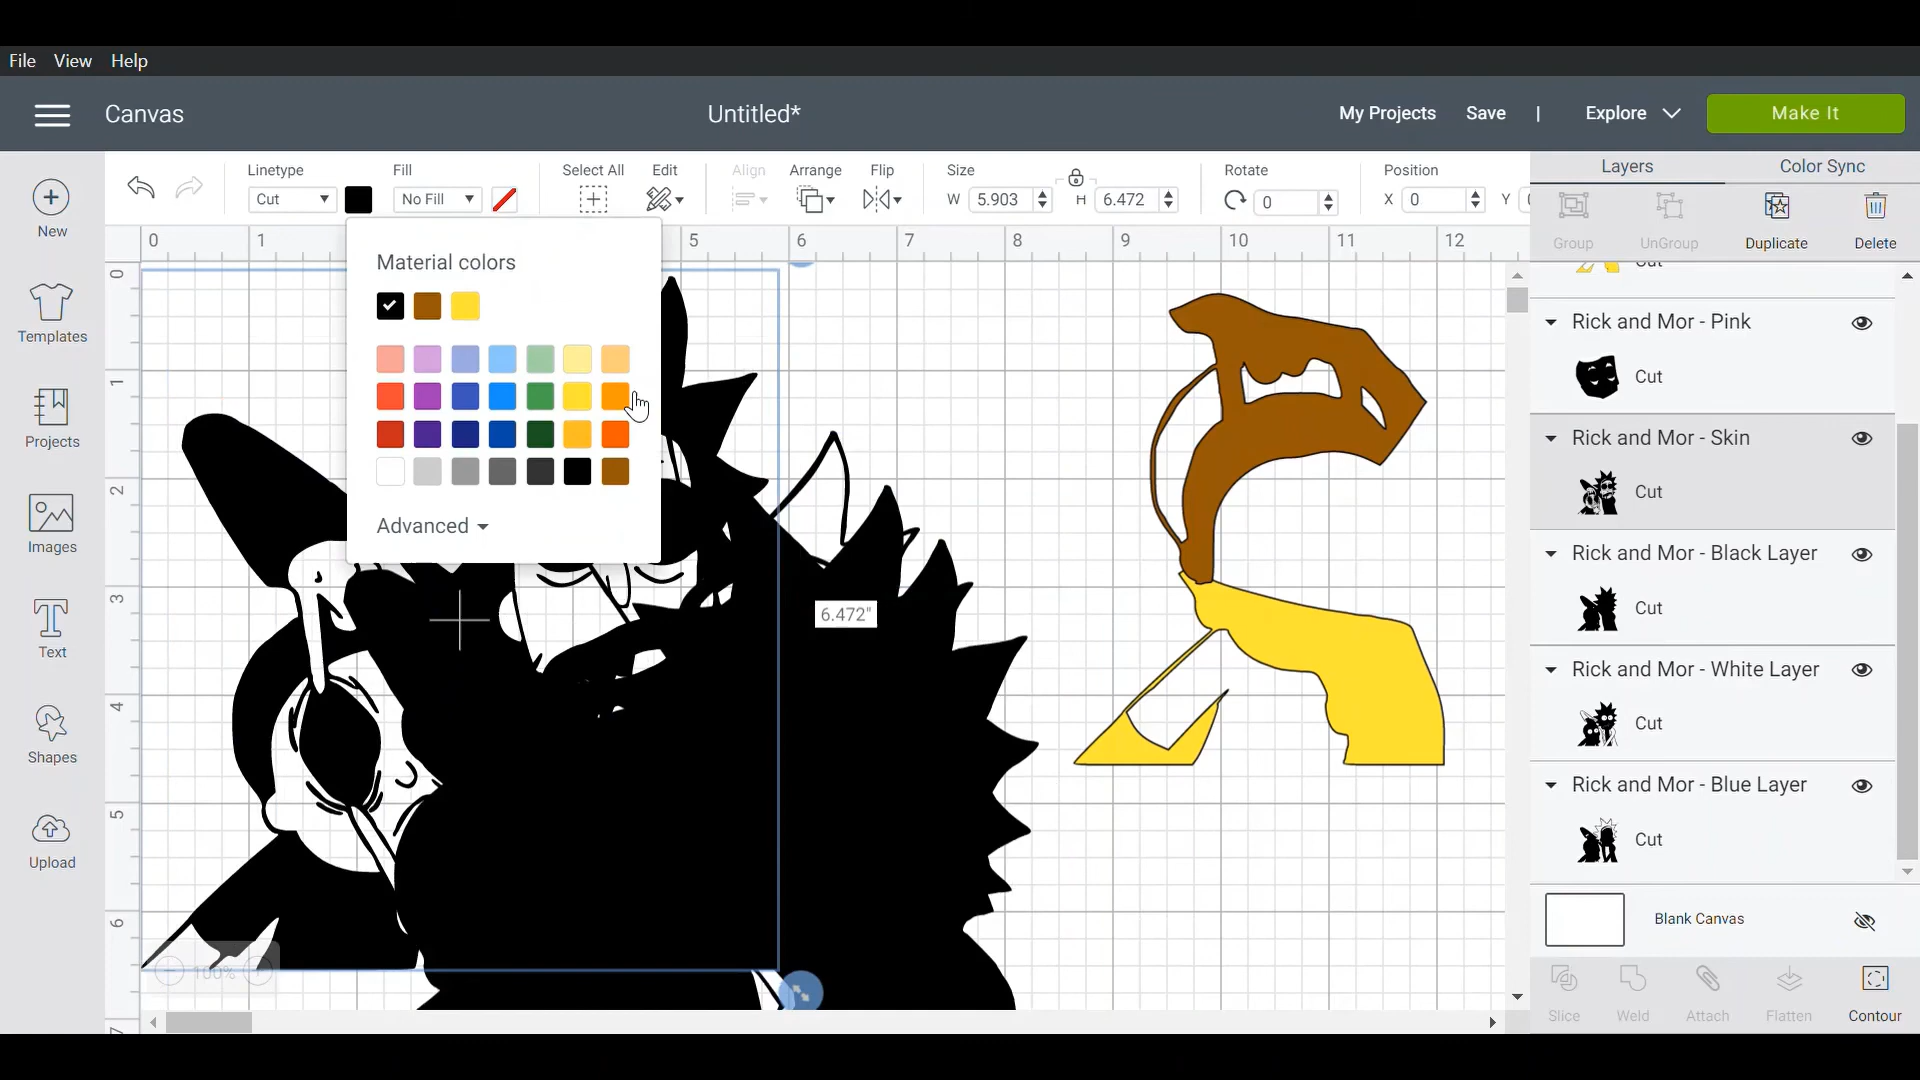 File View Help
Canvas
Untitled*
My Projects Save | Explore Make It
New
Templates
Projects
Images
Text
Shapes
Upload
Linetype
Cut
Fill
No Fill
Select All
Edit
Align
Arrange
Flip
Size
W 5.903 H 6.472
Rotate
0
Position
X 0 Y
0 1 5 6 7 8 9 10 11 12
0
1
2
3
4
5
6
Material colors
Advanced
6.472"
100%
Layers Color Sync
Group UnGroup Duplicate Delete
Rick and Mor - Pink
Cut
Rick and Mor - Skin
Cut
Rick and Mor - Black Layer
Cut
Rick and Mor - White Layer
Cut
Rick and Mor - Blue Layer
Cut
Blank Canvas
Slice Weld Attach Flatten Contour